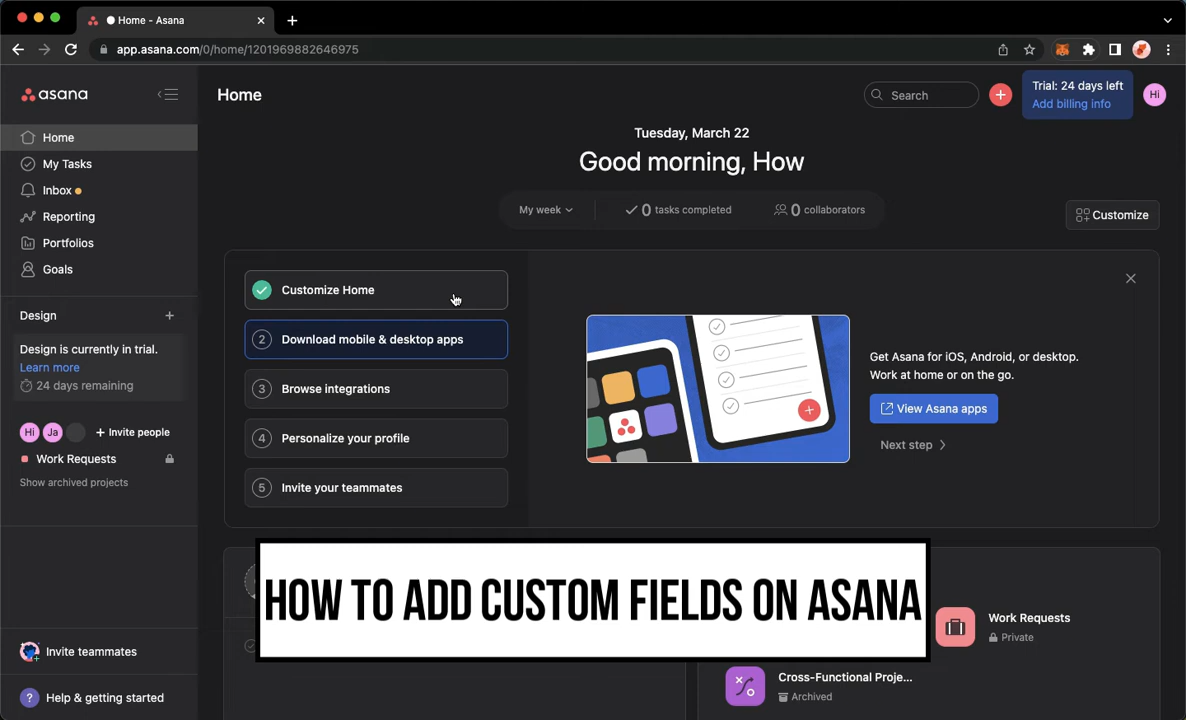 Home - Asana
app.asana.com/0/home/1201969882646975
asana
Home
Search
Trial: 24 days left
Add billing info
Hi
Home
My Tasks
Inbox
Reporting
Portfolios
Goals
Tuesday, March 22
Good morning, How
My week
0 tasks completed
0 collaborators
Customize
Design
Design is currently in trial.
Learn more
24 days remaining
Hi
Ja
Invite people
Work Requests
Show archived projects
Customize Home
2 Download mobile & desktop apps
3 Browse integrations
4 Personalize your profile
5 Invite your teammates
Get Asana for iOS, Android, or desktop.
Work at home or on the go.
View Asana apps
Next step
HOW TO ADD CUSTOM FIELDS ON ASANA
Work Requests
Private
Cross-Functional Proje...
Archived
Invite teammates
? Help & getting started